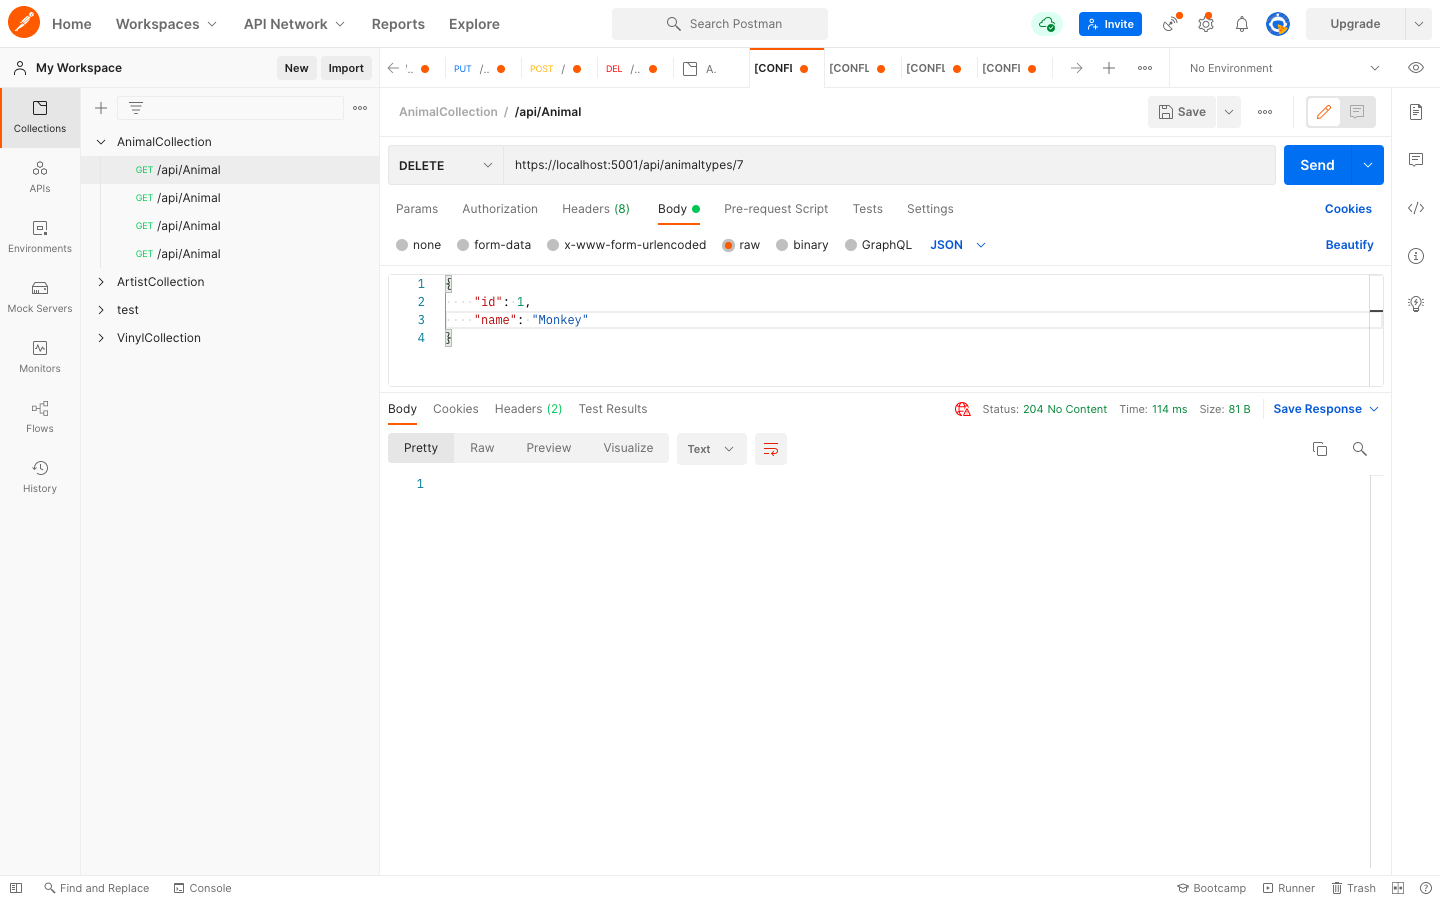 Home
Workspaces
API Network
Reports
Explore
Search Postman
Invite
Upgrade
My Workspace
New
Import
PUT /..
POST /
DEL /..
A.
[CONFI
[CONFL
[CONFL
[CONFI
No Environment
Collections
APIs
Environments
Mock Servers
Monitors
Flows
History
AnimalCollection
GET /api/Animal
GET /api/Animal
GET /api/Animal
GET /api/Animal
ArtistCollection
test
VinylCollection
AnimalCollection / /api/Animal
Save
DELETE
https://localhost:5001/api/animaltypes/7
Send
Params
Authorization
Headers (8)
Body
Pre-request Script
Tests
Settings
Cookies
none
form-data
x-www-form-urlencoded
raw
binary
GraphQL
JSON
Beautify
1 {
2 "id": 1,
3 "name": "Monkey"
4 }
Body
Cookies
Headers (2)
Test Results
Status: 204 No Content
Time: 114 ms
Size: 81 B
Save Response
Pretty
Raw
Preview
Visualize
Text
1
Find and Replace
Console
Bootcamp
Runner
Trash